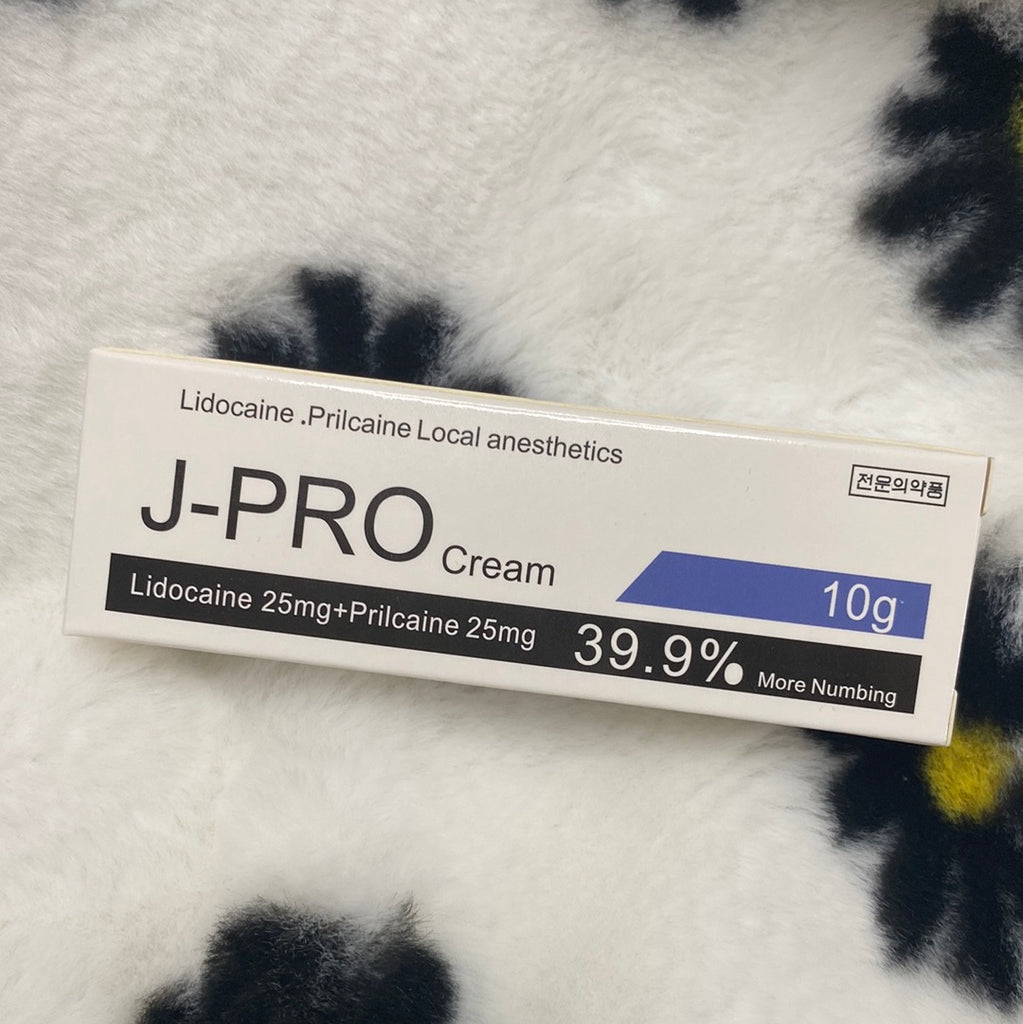 Lidocaine .Prilcaine Local anesthetics
전문의약품
J-PRO Cream
10g
Lidocaine 25mg+Prilcaine 25mg 39.9% More Numbing